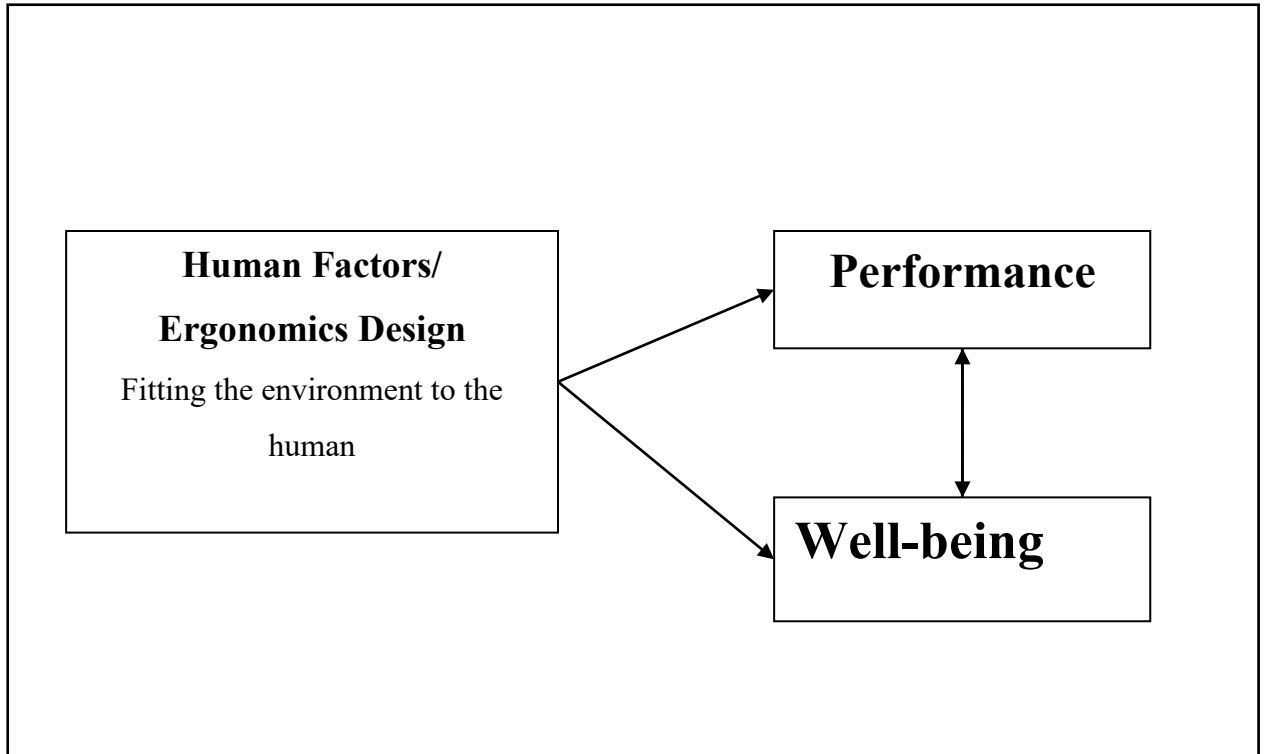 Human Factors/
Ergonomics Design
Fitting the environment to the
human
Performance
Well-being